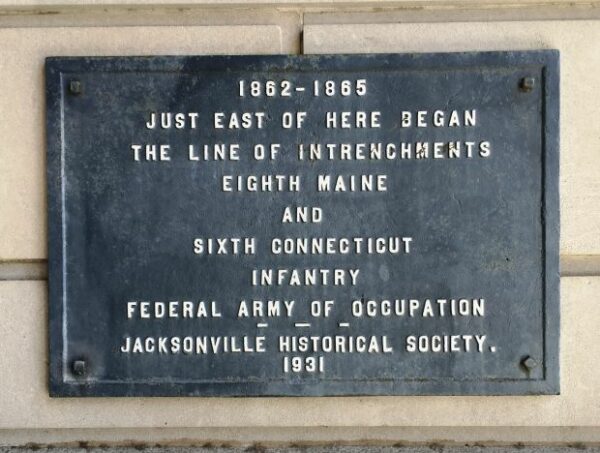 1862-1865
JUST EAST OF HERE BEGAN
THE LINE OF INTRENCHMENTS
EIGHTH MAINE
AND
SIXTH CONNECTICUT
INFANTRY
FEDERAL ARMY OF OCCUPATION
— — —
JACKSONVILLE HISTORICAL SOCIETY.
1931